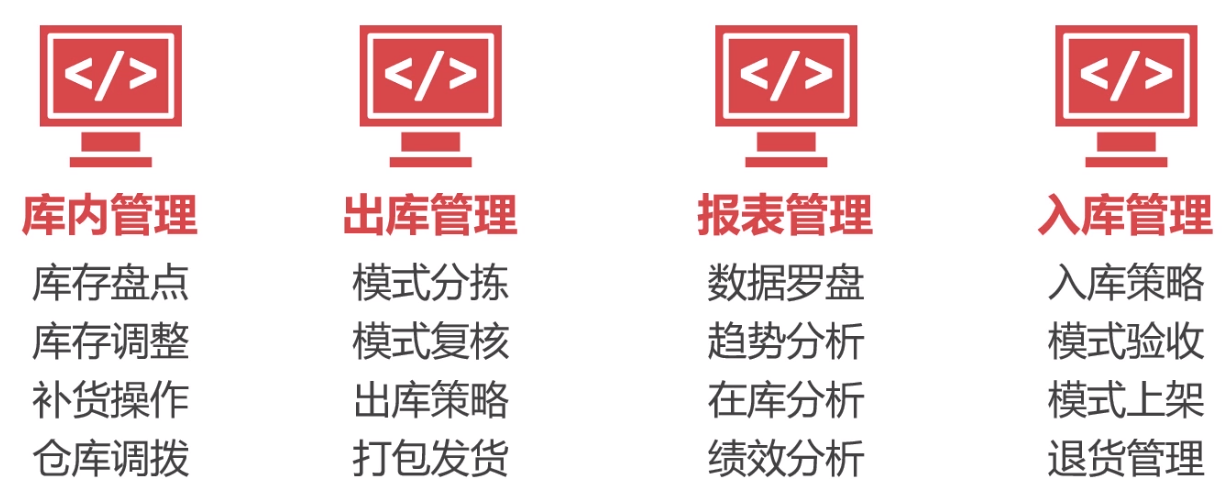 </>
库内管理
库存盘点
库存调整
补货操作
仓库调拨
</>
出库管理
模式分拣
模式复核
出库策略
打包发货
</>
报表管理
数据罗盘
趋势分析
在库分析
绩效分析
</>
入库管理
入库策略
模式验收
模式上架
退货管理